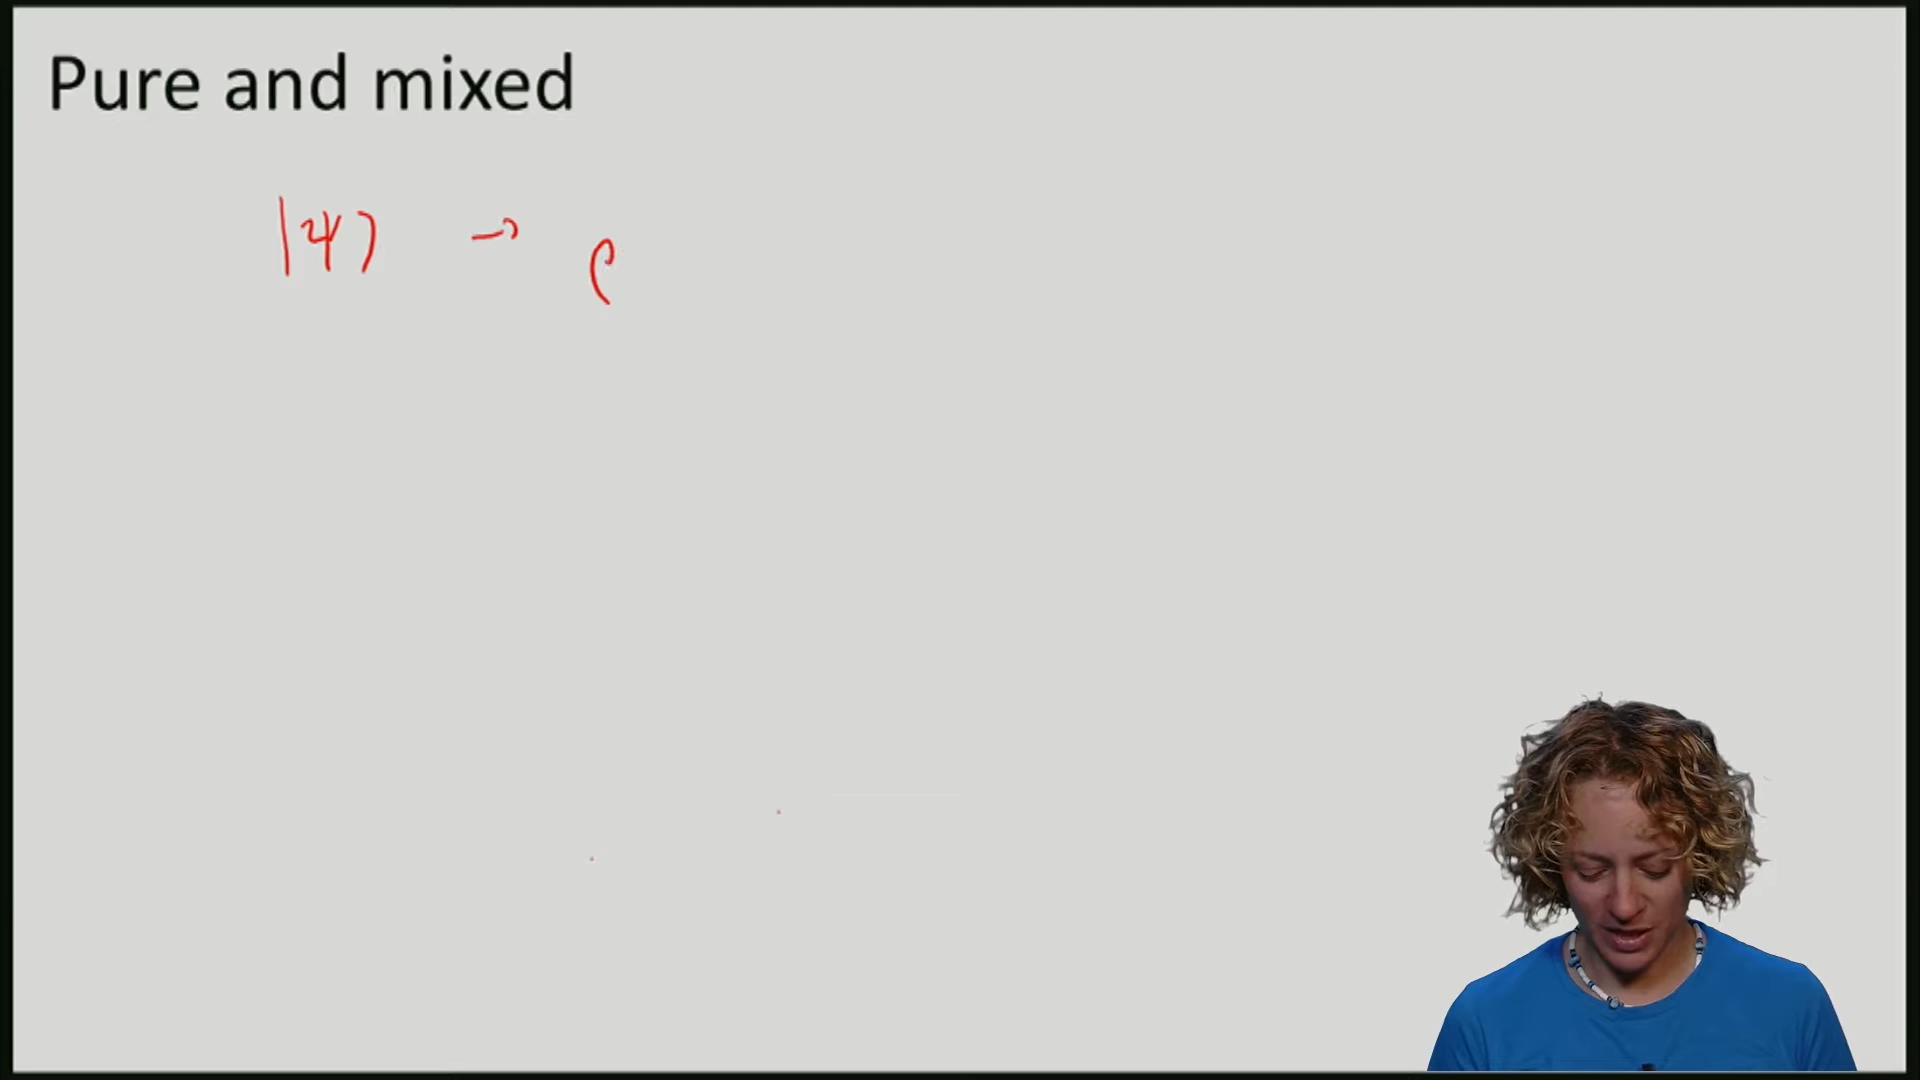 Pure and mixed
|ψ⟩ → ρ